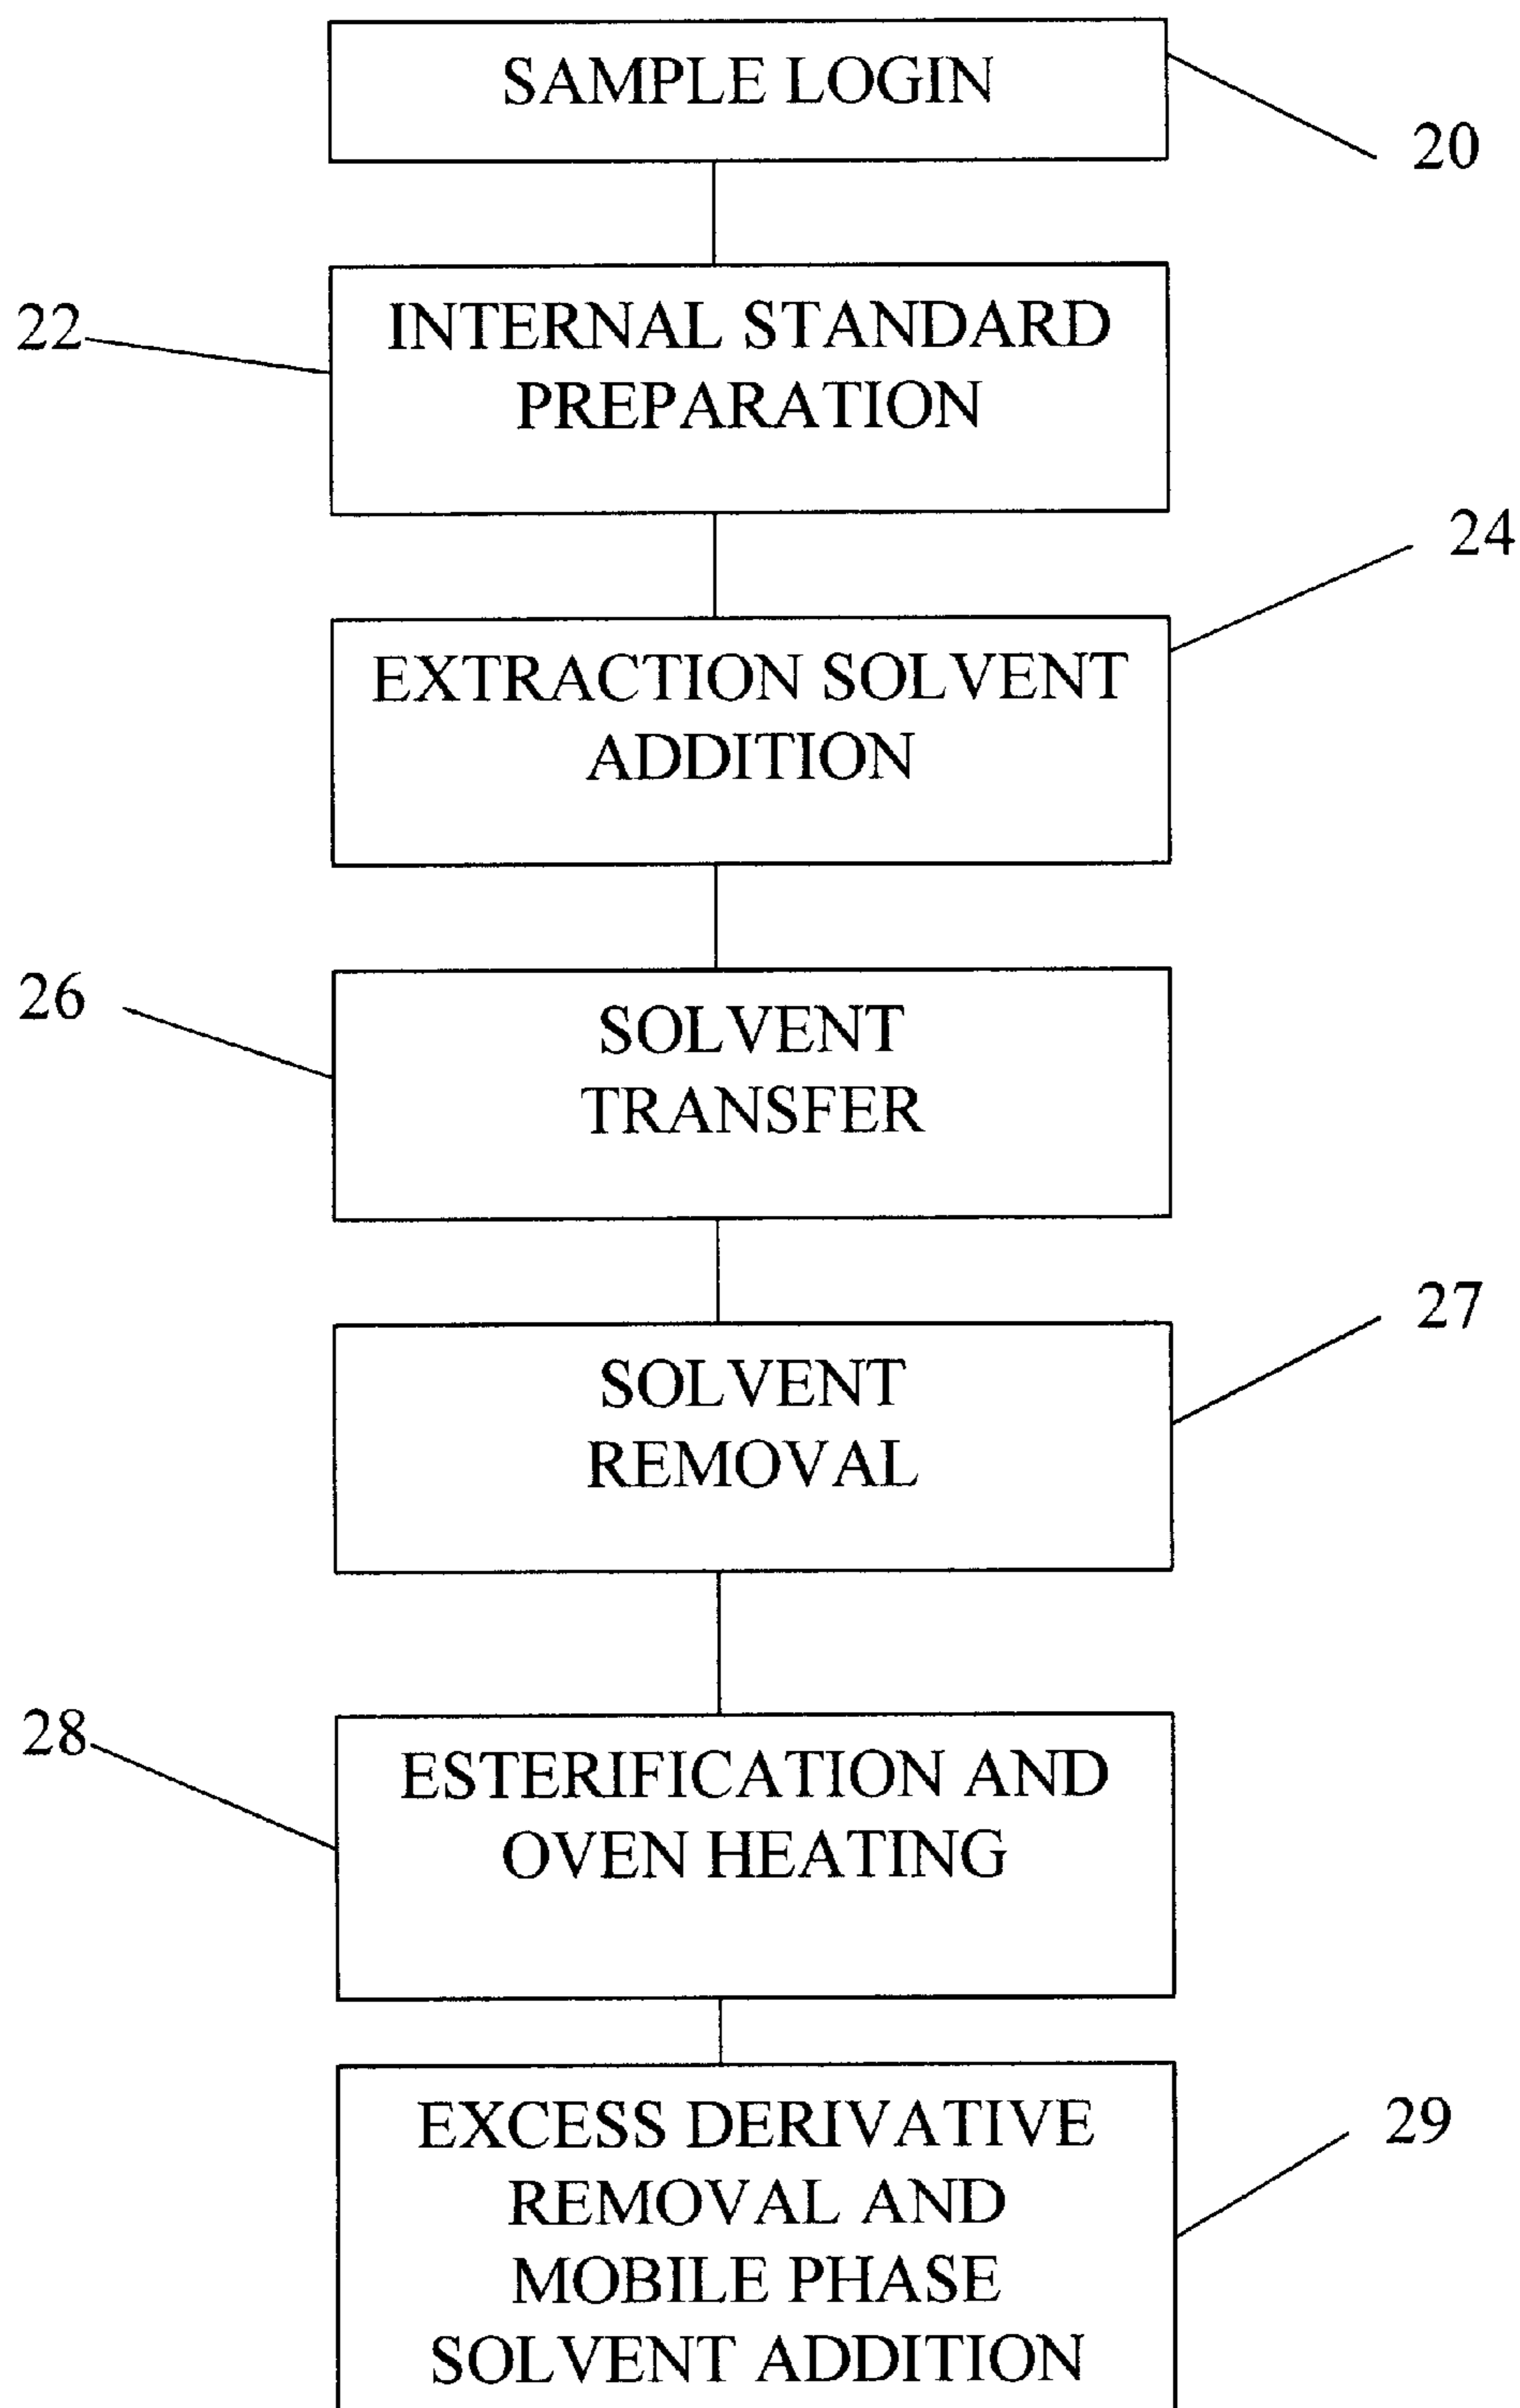 SAMPLE LOGIN
20
22
INTERNAL STANDARD
PREPARATION
24
EXTRACTION SOLVENT
ADDITION
26
SOLVENT
TRANSFER
27
SOLVENT
REMOVAL
28
ESTERIFICATION AND
OVEN HEATING
29
EXCESS DERIVATIVE
REMOVAL AND
MOBILE PHASE
SOLVENT ADDITION